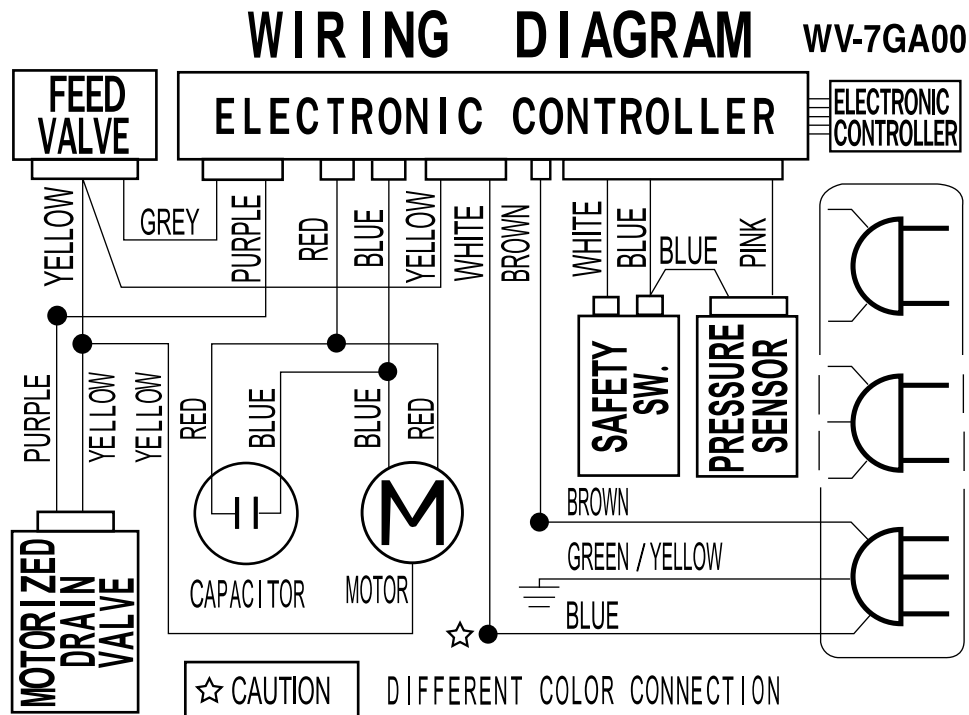 WIRING DIAGRAM WV-7GA00
FEED
VALVE
ELECTRONIC CONTROLLER
ELECTRONIC
CONTROLLER
YELLOW
GREY
PURPLE
RED
BLUE
YELLOW
WHITE
BROWN
WHITE
BLUE
BLUE
PINK
PURPLE
YELLOW
YELLOW
RED
BLUE
BLUE
RED
SAFETY
SW.
PRESSURE
SENSOR
M
CAPACITOR
MOTOR
BROWN
GREEN / YELLOW
BLUE
MOTORIZED
DRAIN
VALVE
☆ CAUTION DIFFERENT COLOR CONNECTION